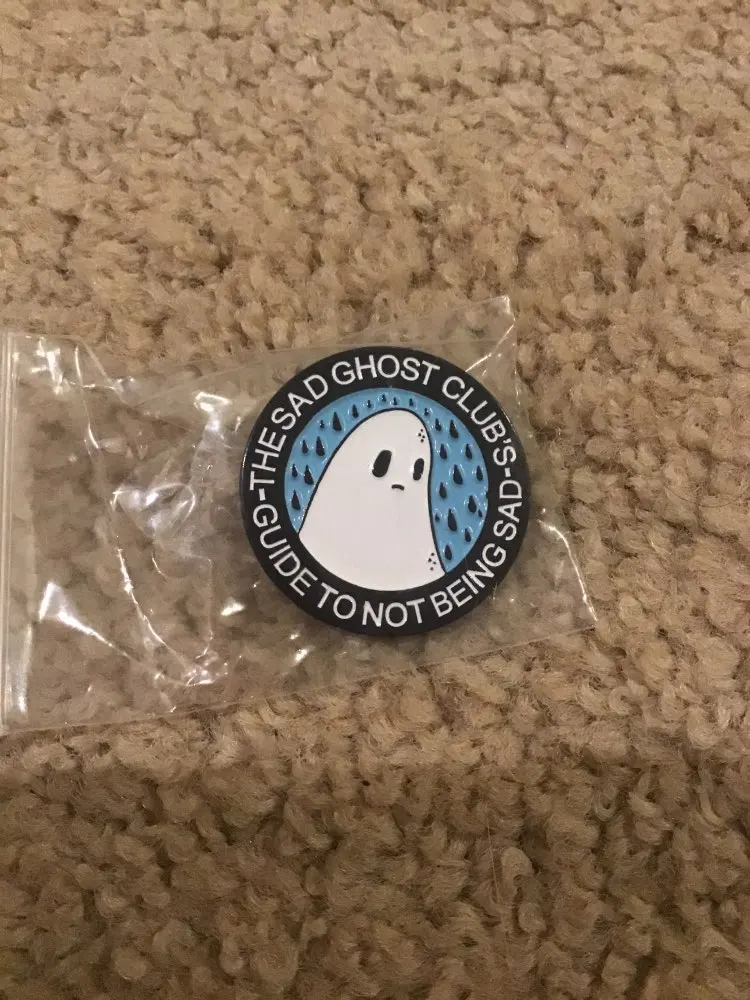 -THE SAD GHOST CLUB'S-
GUIDE TO NOT BEING SAD